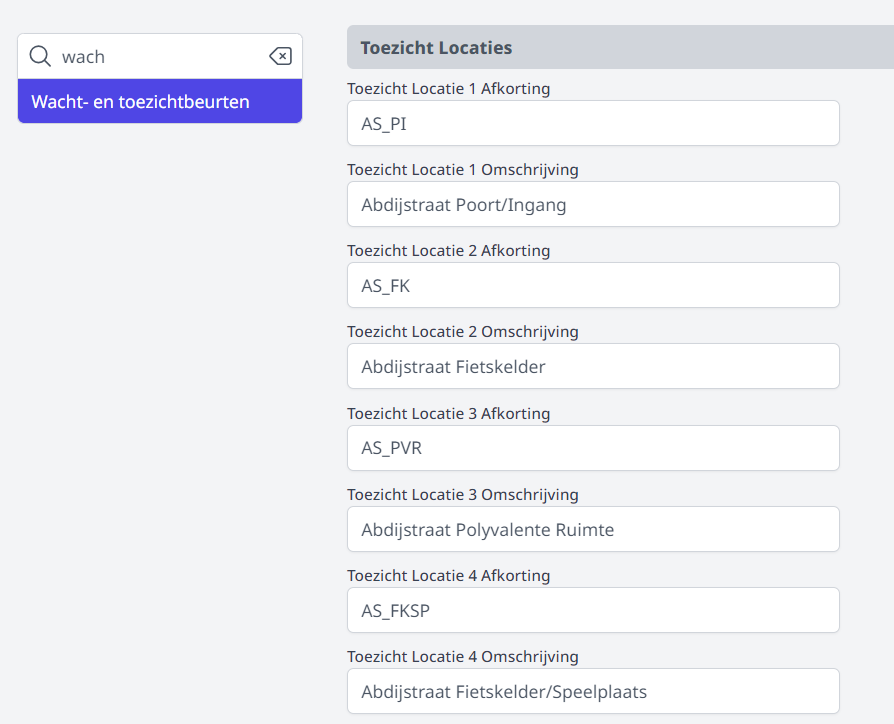 wach
Wacht- en toezichtbeurten
Toezicht Locaties
Toezicht Locatie 1 Afkorting
AS_PI
Toezicht Locatie 1 Omschrijving
Abdijstraat Poort/Ingang
Toezicht Locatie 2 Afkorting
AS_FK
Toezicht Locatie 2 Omschrijving
Abdijstraat Fietskelder
Toezicht Locatie 3 Afkorting
AS_PVR
Toezicht Locatie 3 Omschrijving
Abdijstraat Polyvalente Ruimte
Toezicht Locatie 4 Afkorting
AS_FKSP
Toezicht Locatie 4 Omschrijving
Abdijstraat Fietskelder/Speelplaats